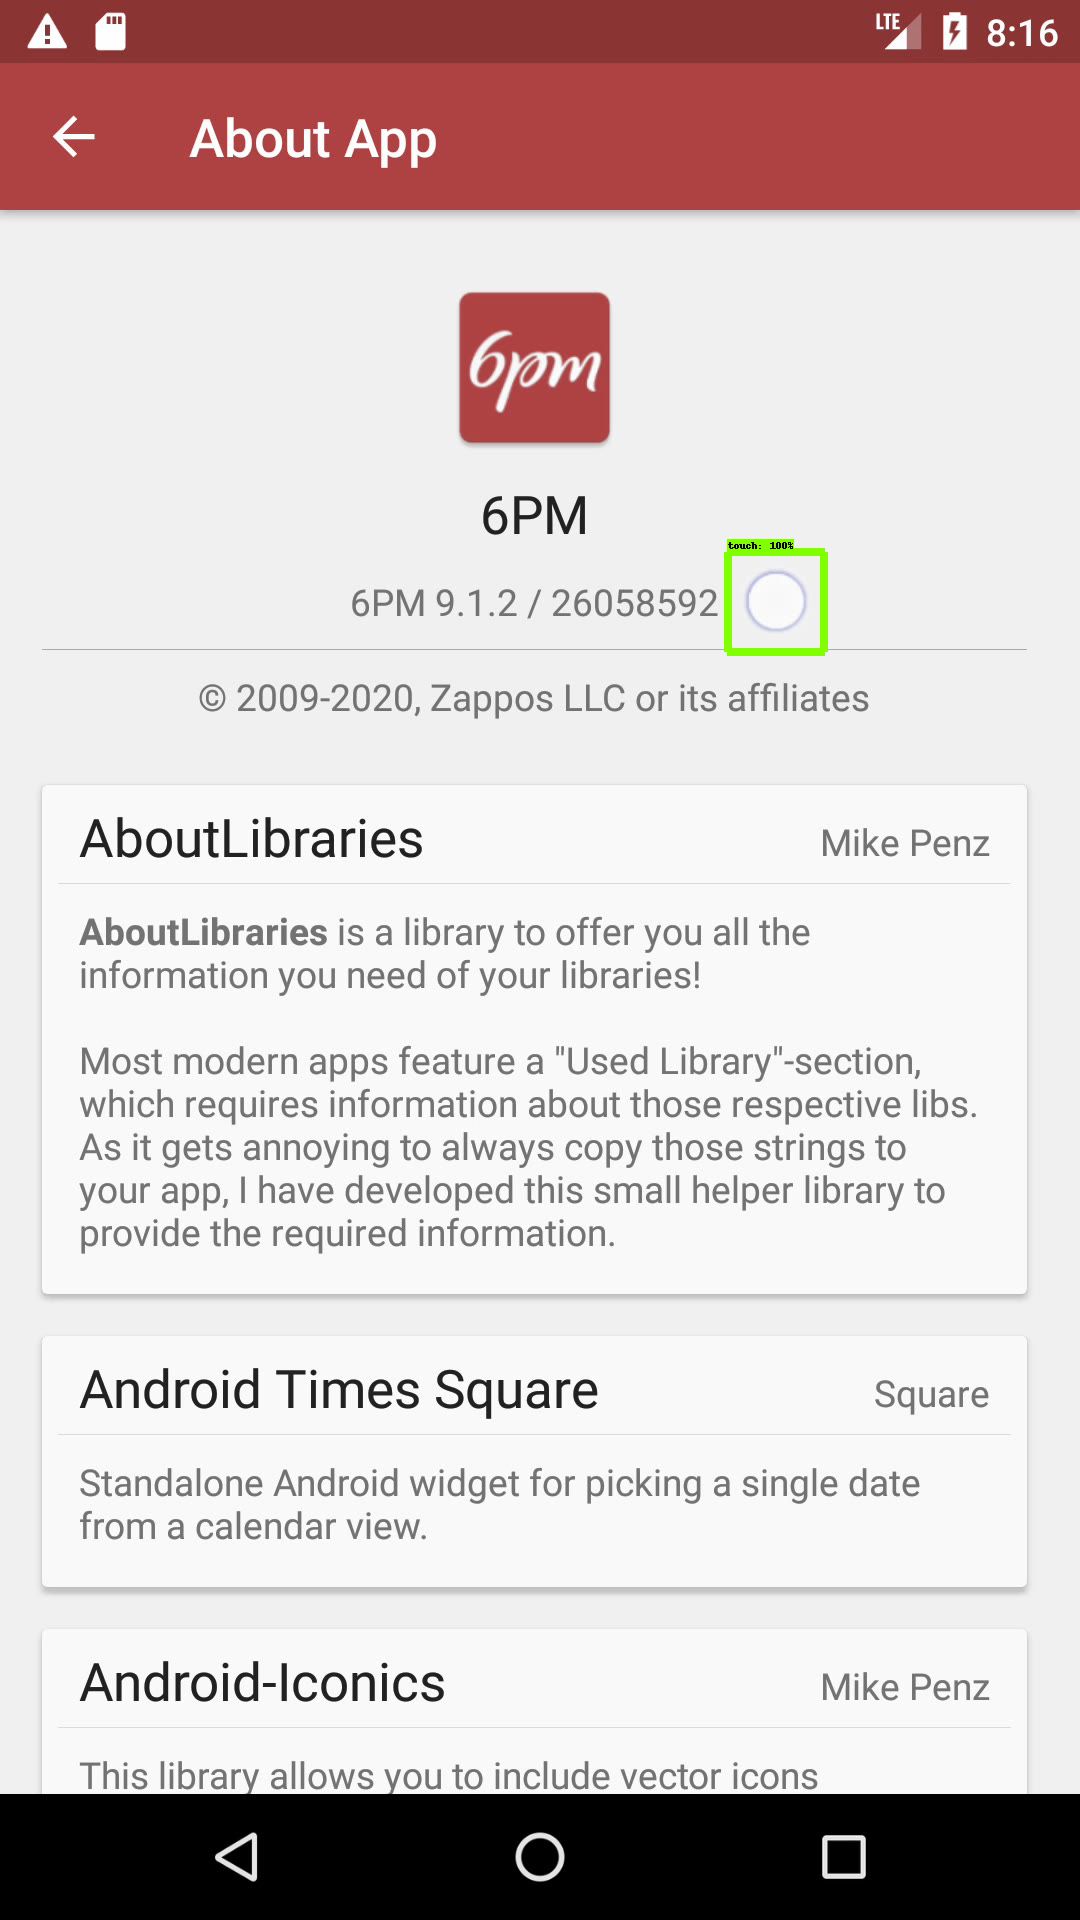 LTE 8:16
About App
6pm
6PM
touch: 100%
6PM 9.1.2 / 26058592
© 2009-2020, Zappos LLC or its affiliates
AboutLibraries Mike Penz
AboutLibraries is a library to offer you all the
information you need of your libraries!
Most modern apps feature a "Used Library"-section,
which requires information about those respective libs.
As it gets annoying to always copy those strings to
your app, I have developed this small helper library to
provide the required information.
Android Times Square Square
Standalone Android widget for picking a single date
from a calendar view.
Android-Iconics Mike Penz
This library allows you to include vector icons